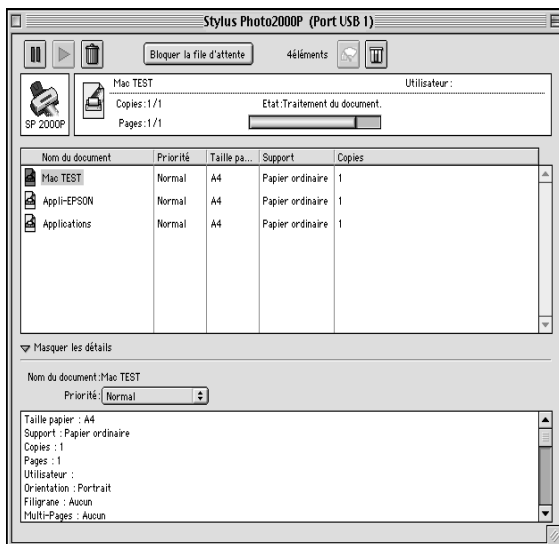 Stylus Photo2000P (Port USB 1)
Bloquer la file d'attente
4éléments
SP 2000P
Mac TEST
Utilisateur :
Copies:1/1
Etat:Traitement du document.
Pages:1/1
Nom du document Priorité Taille pa... Support Copies
Mac TEST Normal A4 Papier ordinaire 1
Appli-EPSON Normal A4 Papier ordinaire 1
Applications Normal A4 Papier ordinaire 1
Masquer les détails
Nom du document:Mac TEST
Priorité: Normal
Taille papier : A4
Support : Papier ordinaire
Copies : 1
Pages : 1
Utilisateur :
Orientation : Portrait
Filigrane : Aucun
Multi-Pages : Aucun